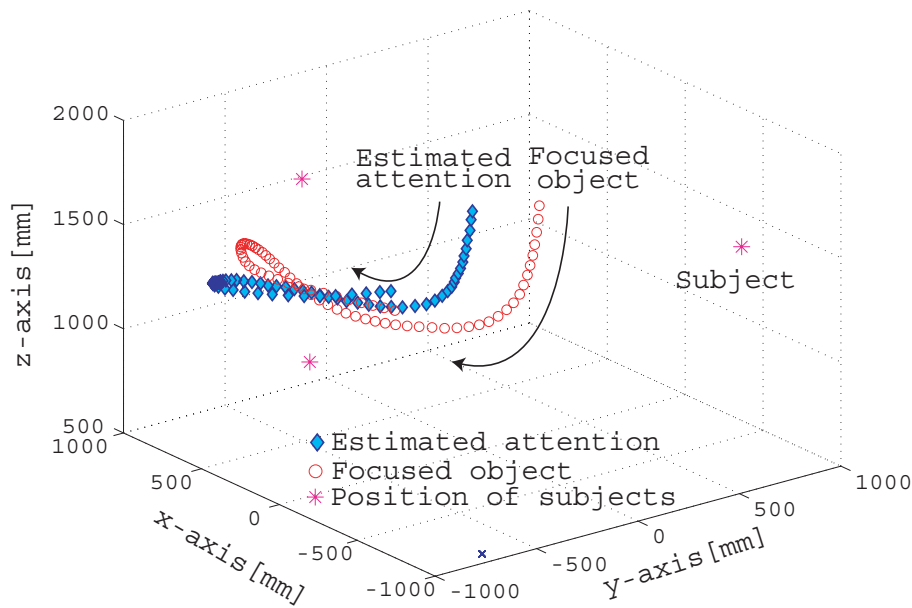 2000
1500
1000
500
z-axis[mm]
Estimated
attention
Focused
object
Subject
Estimated attention
Focused object
Position of subjects
1000
500
0
-500
-1000
x-axis[mm]
-1000
-500
0
500
1000
y-axis[mm]